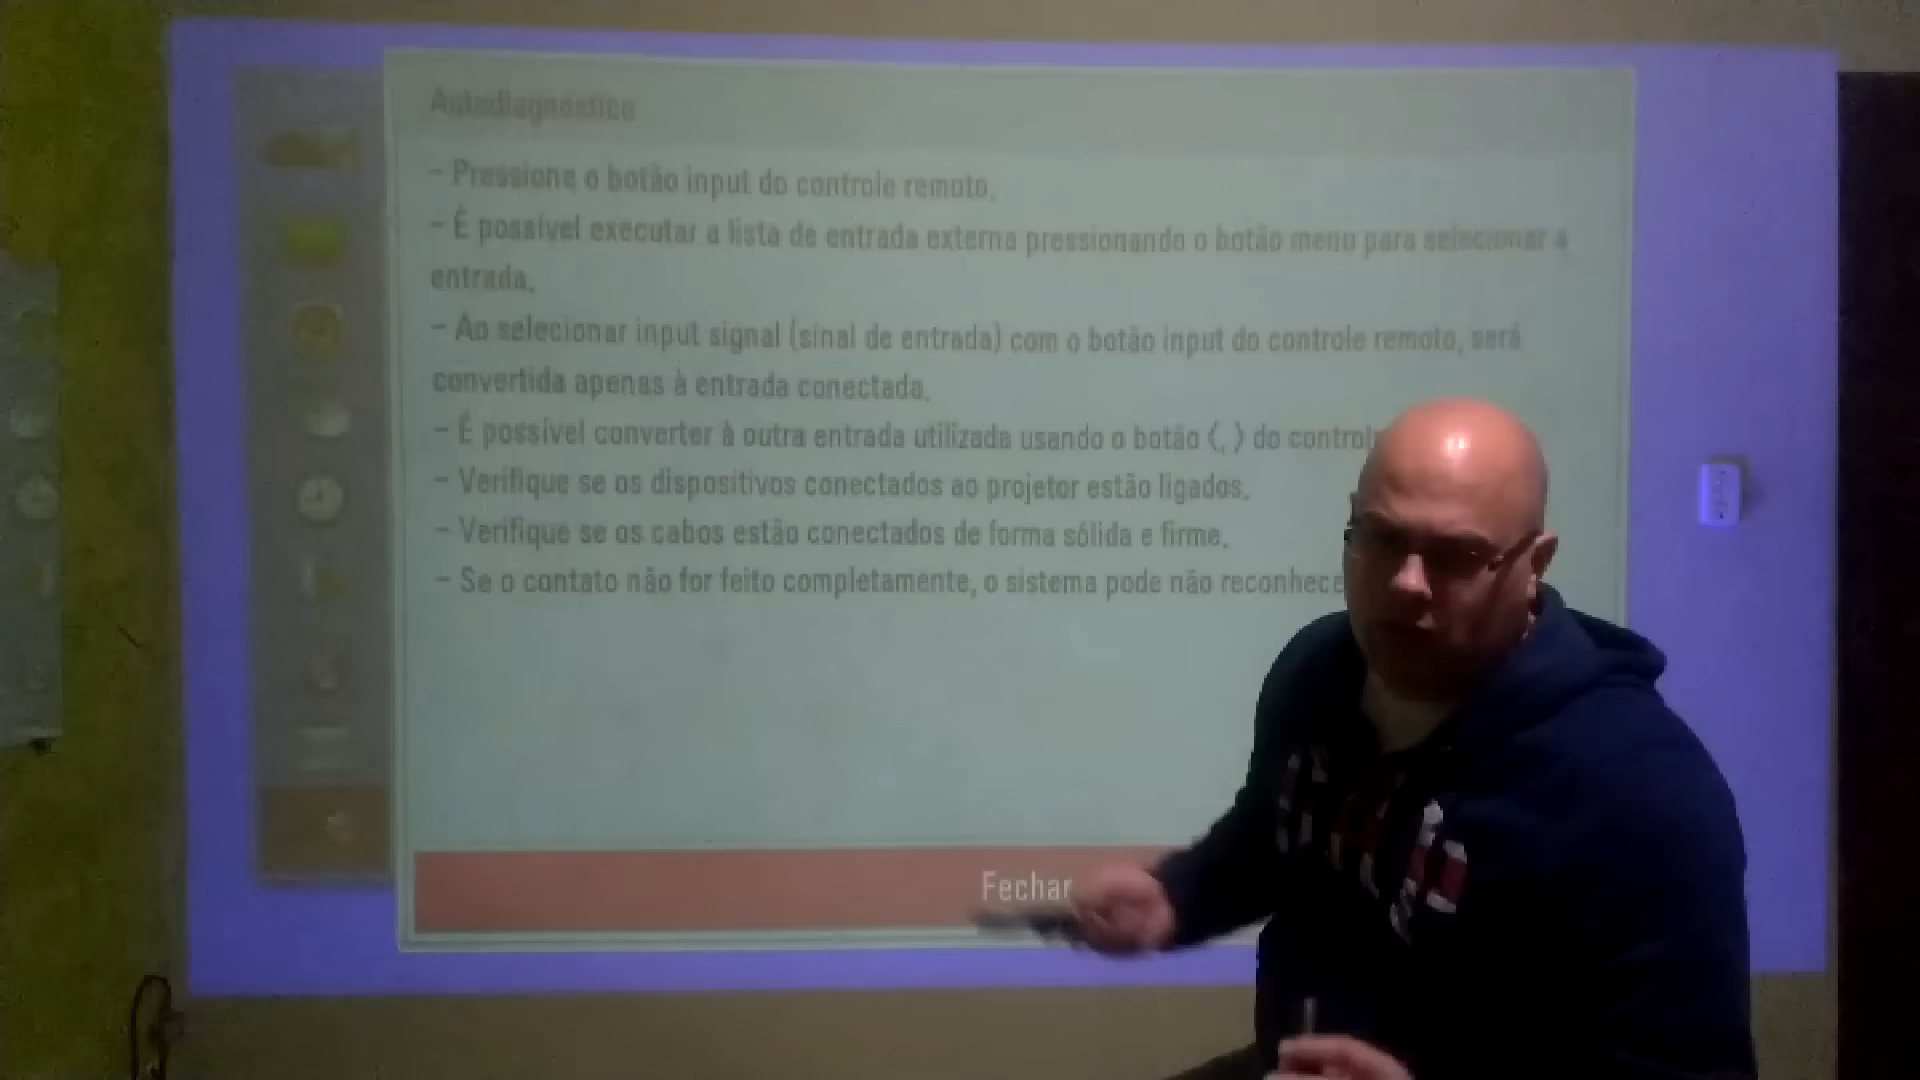 Autodiagnóstico
- Pressione o botão input do controle remoto.
- É possível executar a lista de entrada externa pressionando o botão menu para selecionar a
entrada.
- Ao selecionar input signal (sinal de entrada) com o botão input do controle remoto, será
convertida apenas à entrada conectada.
- É possível converter à outra entrada utilizada usando o botão 〈, 〉 do
- Verifique se os dispositivos conectados ao projetor estão ligados.
- Verifique se os cabos estão conectados de forma sólida e firme.
- Se o contato não for feito completamente, o sistema pode não
Fechar